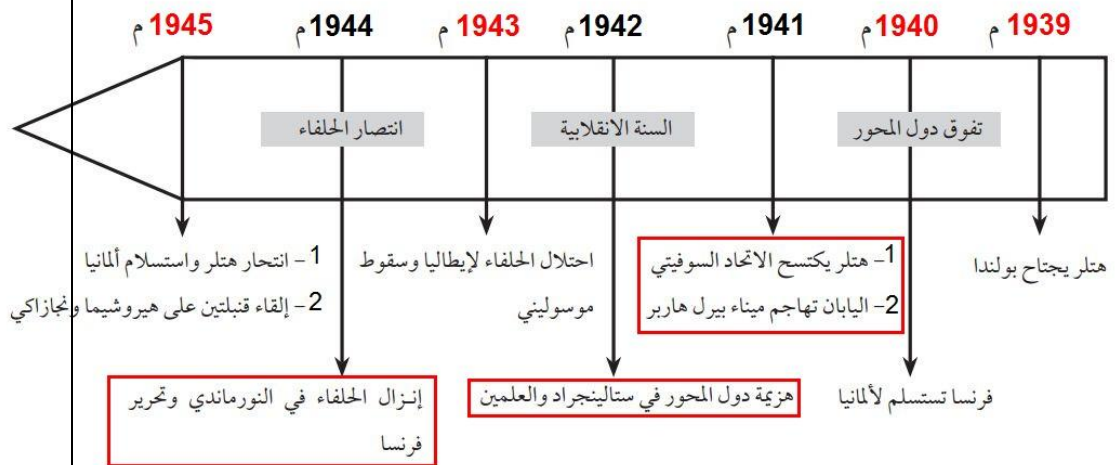 1939 م
1940 م
1941 م
1942 م
1943 م
1944 م
1945 م
تفوق دول المحور
السنة الانقلابية
انتصار الحلفاء
هتلر يجتاح بولندا
1- هتلر يكتسح الاتحاد السوفيتي
2- اليابان تهاجم ميناء بيرل هاربر
احتلال الحلفاء لإيطاليا وسقوط
موسوليني
1- انتحار هتلر واستسلام ألمانيا
2- إلقاء قنبلتين على هيروشيما ونجازاكي
فرنسا تستسلم لألمانيا
هزيمة دول المحور في ستالينجراد والعلمين
إنزال الحلفاء في النورماندي وتحرير
فرنسا